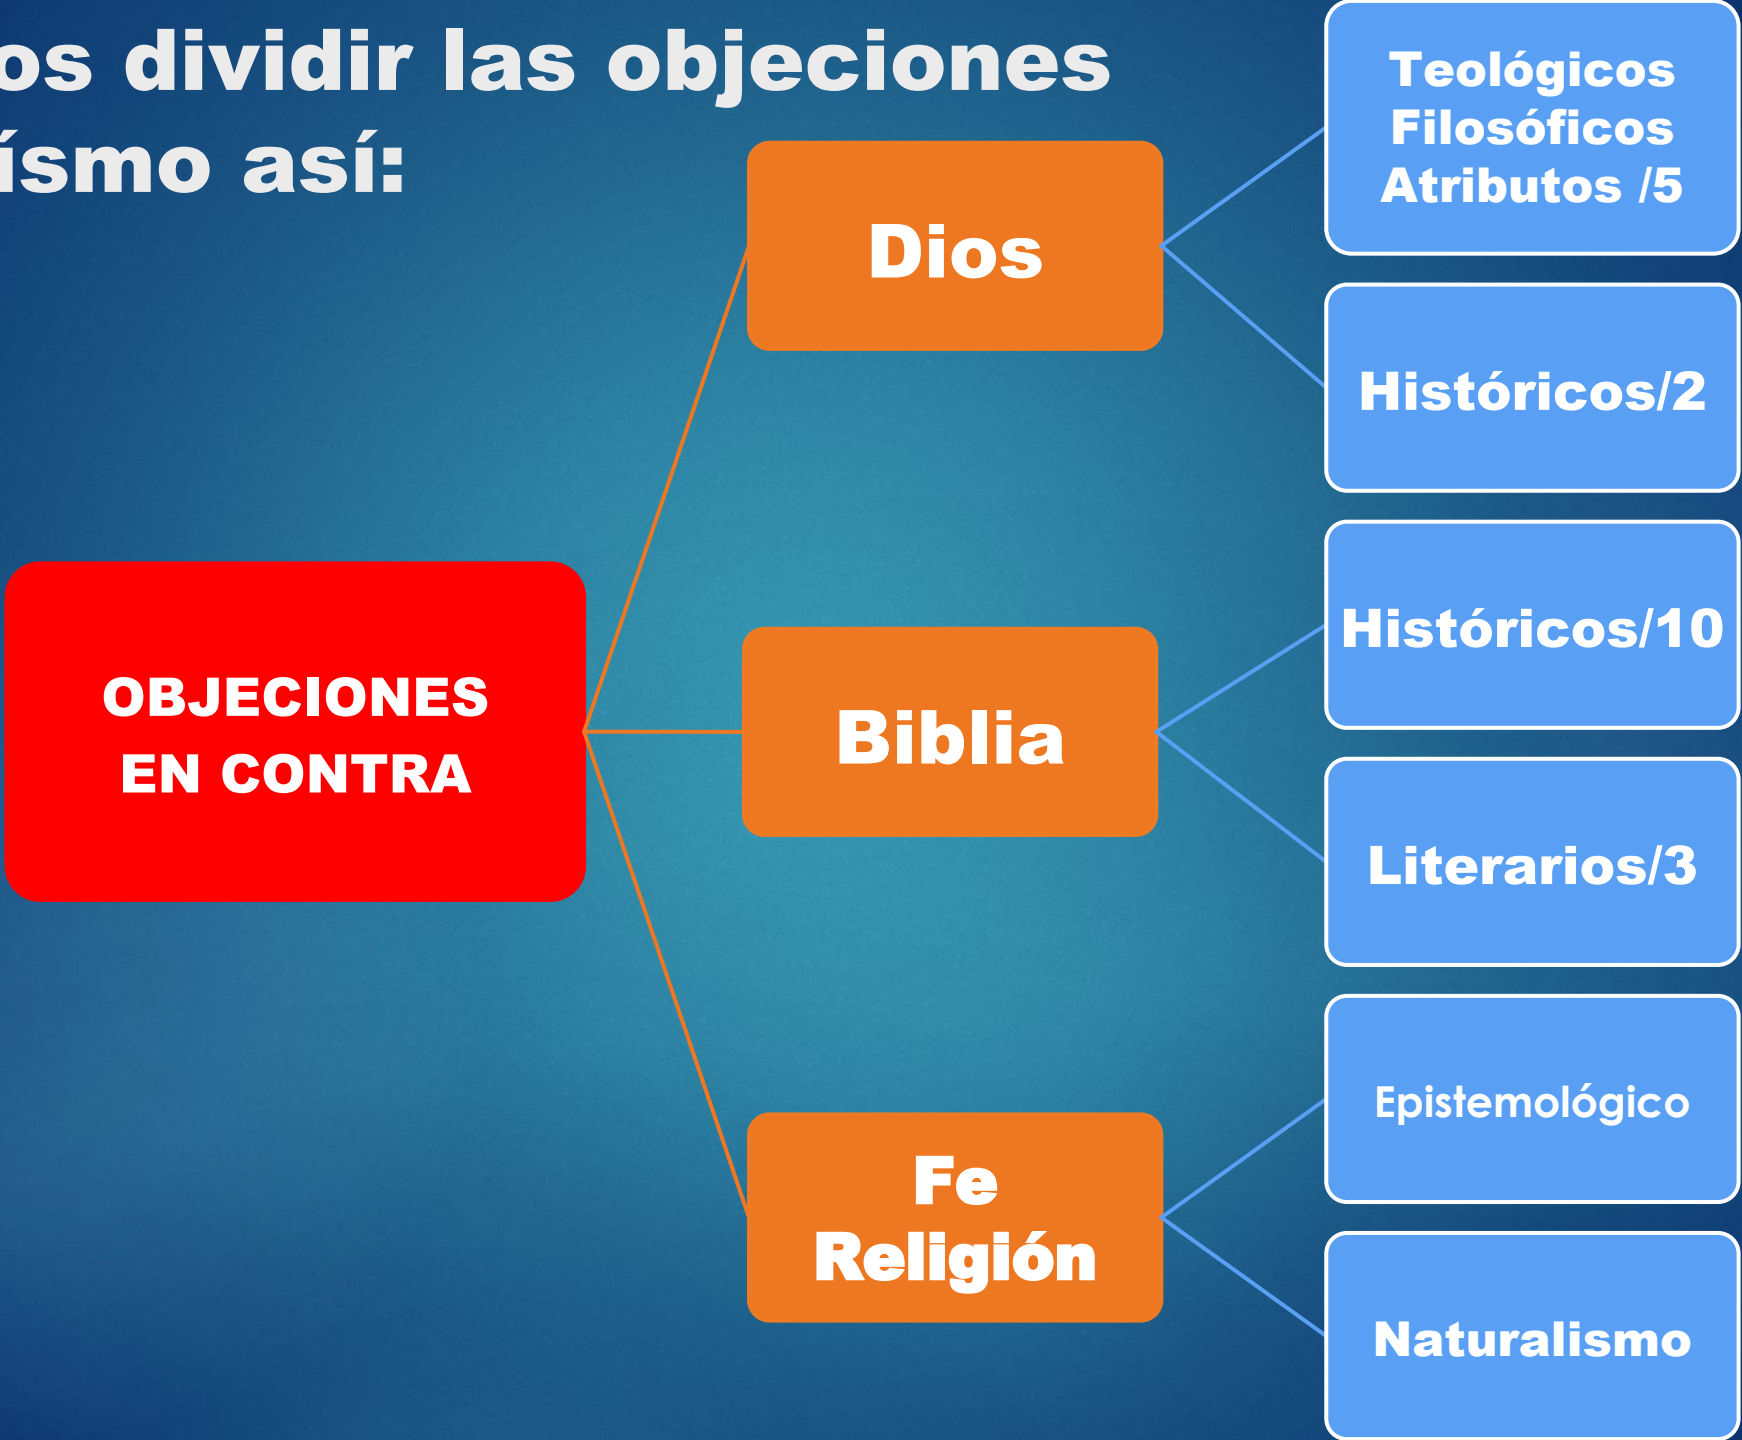 os dividir las objeciones
ísmo así:
OBJECIONES
EN CONTRA
Dios
Teológicos
Filosóficos
Atributos /5
Históricos/2
Biblia
Históricos/10
Literarios/3
Fe
Religión
Epistemológico
Naturalismo